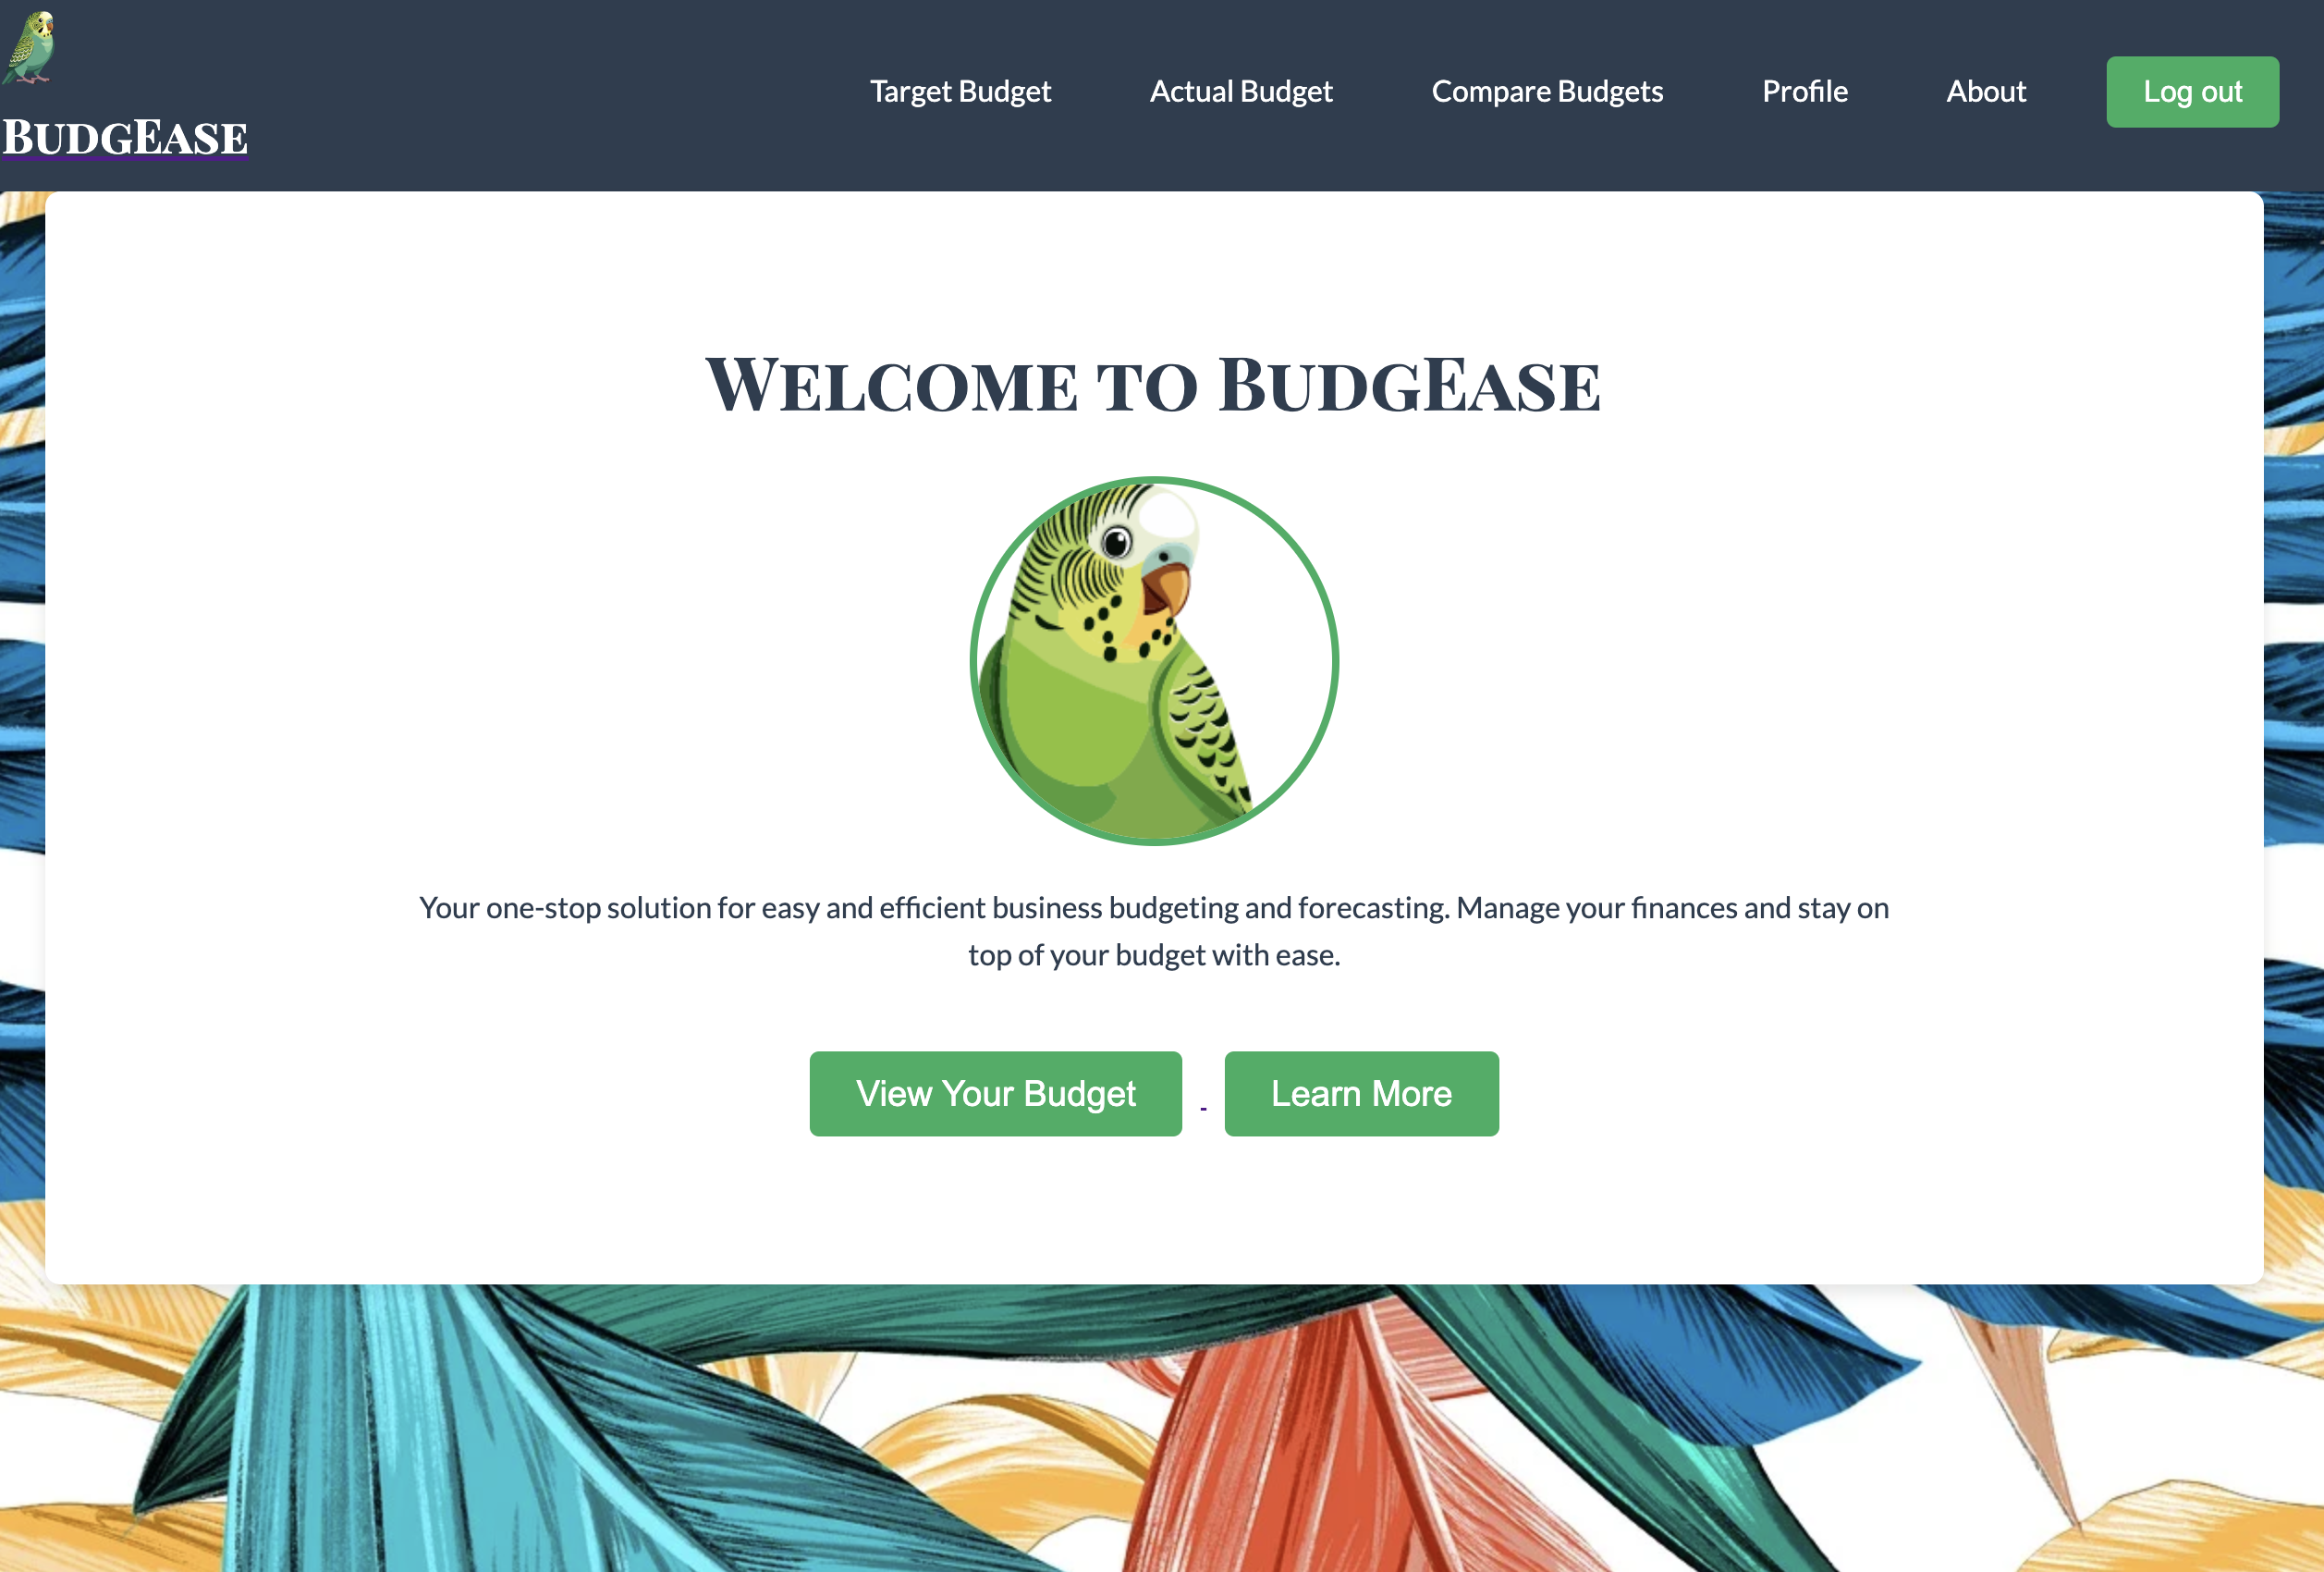 BudgEase
Target Budget
Actual Budget
Compare Budgets
Profile
About
Log out
Welcome to BudgEase
Your one-stop solution for easy and efficient business budgeting and forecasting. Manage your finances and stay on
top of your budget with ease.
View Your Budget
Learn More